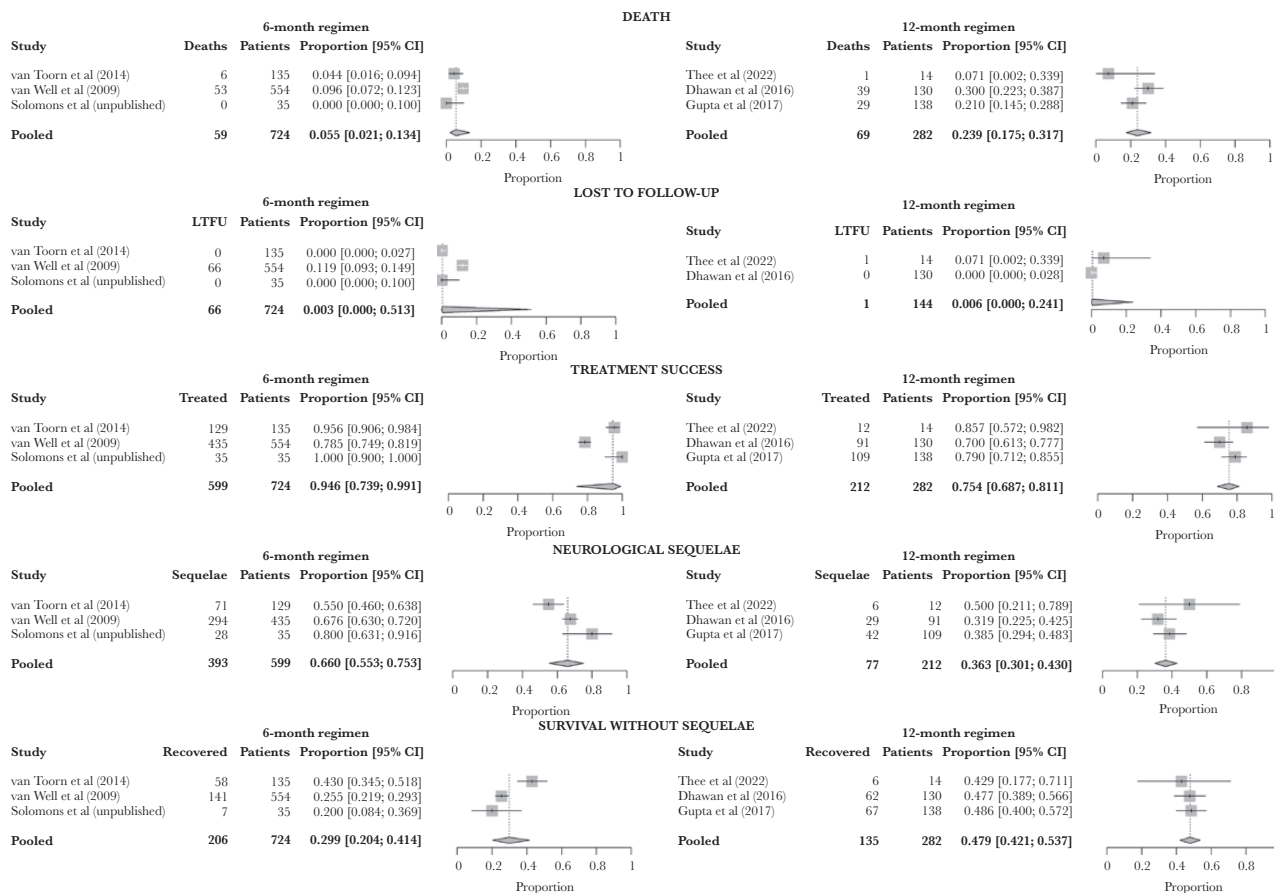 DEATH
6-month regimen
Study Deaths Patients Proportion [95% CI]
van Toorn et al (2014) 6 135 0.044 [0.016; 0.094]
van Well et al (2009) 53 554 0.096 [0.072; 0.123]
Solomons et al (unpublished) 0 35 0.000 [0.000; 0.100]
Pooled 59 724 0.055 [0.021; 0.134]
0 0.2 0.4 0.6 0.8 1
Proportion
12-month regimen
Study Deaths Patients Proportion [95% CI]
Thee et al (2022) 1 14 0.071 [0.002; 0.339]
Dhawan et al (2016) 39 130 0.300 [0.223; 0.387]
Gupta et al (2017) 29 138 0.210 [0.145; 0.288]
Pooled 69 282 0.239 [0.175; 0.317]
0 0.2 0.4 0.6 0.8 1
Proportion
LOST TO FOLLOW-UP
6-month regimen
Study LTFU Patients Proportion [95% CI]
van Toorn et al (2014) 0 135 0.000 [0.000; 0.027]
van Well et al (2009) 66 554 0.119 [0.093; 0.149]
Solomons et al (unpublished) 0 35 0.000 [0.000; 0.100]
Pooled 66 724 0.003 [0.000; 0.513]
0 0.2 0.4 0.6 0.8 1
Proportion
12-month regimen
Study LTFU Patients Proportion [95% CI]
Thee et al (2022) 1 14 0.071 [0.002; 0.339]
Dhawan et al (2016) 0 130 0.000 [0.000; 0.028]
Pooled 1 144 0.006 [0.000; 0.241]
0 0.2 0.4 0.6 0.8 1
Proportion
TREATMENT SUCCESS
6-month regimen
Study Treated Patients Proportion [95% CI]
van Toorn et al (2014) 129 135 0.956 [0.906; 0.984]
van Well et al (2009) 435 554 0.785 [0.749; 0.819]
Solomons et al (unpublished) 35 35 1.000 [0.900; 1.000]
Pooled 599 724 0.946 [0.739; 0.991]
0 0.2 0.4 0.6 0.8 1
Proportion
12-month regimen
Study Treated Patients Proportion [95% CI]
Thee et al (2022) 12 14 0.857 [0.572; 0.982]
Dhawan et al (2016) 91 130 0.700 [0.613; 0.777]
Gupta et al (2017) 109 138 0.790 [0.712; 0.855]
Pooled 212 282 0.754 [0.687; 0.811]
0 0.2 0.4 0.6 0.8 1
Proportion
NEUROLOGICAL SEQUELAE
6-month regimen
Study Sequelae Patients Proportion [95% CI]
van Toorn et al (2014) 71 129 0.550 [0.460; 0.638]
van Well et al (2009) 294 435 0.676 [0.630; 0.720]
Solomons et al (unpublished) 28 35 0.800 [0.631; 0.916]
Pooled 393 599 0.660 [0.553; 0.753]
0 0.2 0.4 0.6 0.8 1
Proportion
12-month regimen
Study Sequelae Patients Proportion [95% CI]
Thee et al (2022) 6 12 0.500 [0.211; 0.789]
Dhawan et al (2016) 29 91 0.319 [0.225; 0.425]
Gupta et al (2017) 42 109 0.385 [0.294; 0.483]
Pooled 77 212 0.363 [0.301; 0.430]
0 0.2 0.4 0.6 0.8
Proportion
SURVIVAL WITHOUT SEQUELAE
6-month regimen
Study Recovered Patients Proportion [95% CI]
van Toorn et al (2014) 58 135 0.430 [0.345; 0.518]
van Well et al (2009) 141 554 0.255 [0.219; 0.293]
Solomons et al (unpublished) 7 35 0.200 [0.084; 0.369]
Pooled 206 724 0.299 [0.204; 0.414]
0 0.2 0.4 0.6 0.8 1
Proportion
12-month regimen
Study Recovered Patients Proportion [95% CI]
Thee et al (2022) 6 14 0.429 [0.177; 0.711]
Dhawan et al (2016) 62 130 0.477 [0.389; 0.566]
Gupta et al (2017) 67 138 0.486 [0.400; 0.572]
Pooled 135 282 0.479 [0.421; 0.537]
0 0.2 0.4 0.6 0.8
Proportion